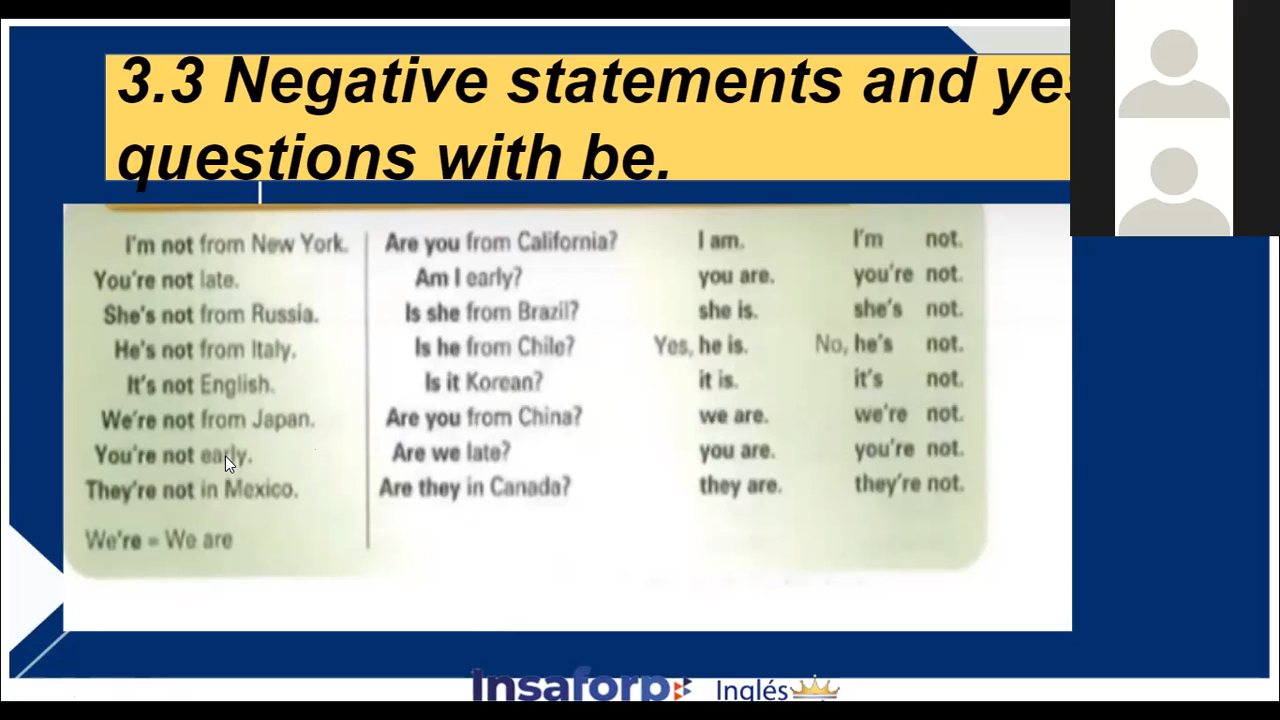 3.3 Negative statements and yes
questions with be.
I'm not from New York.
You're not late.
She's not from Russia.
He's not from Italy.
It's not English.
We're not from Japan.
You're not early.
They're not in Mexico.
We're = We are
Are you from California?
Am I early?
Is she from Brazil?
Is he from Chile?
Is it Korean?
Are you from China?
Are we late?
Are they in Canada?
I am.
you are.
she is.
Yes, he is.
it is.
we are.
you are.
they are.
I'm not.
you're not.
she's not.
No, he's not.
it's not.
we're not.
you're not.
they're not.
Insaforp Inglés